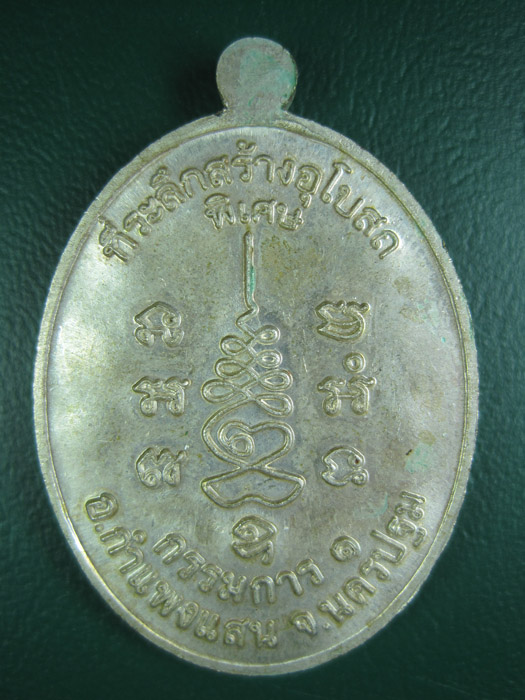 ที่ระลึกสร้างอุโบสถ
พิเศษ
กรรมการ ๑
อ.กำแพงแสน จ.นครปฐม